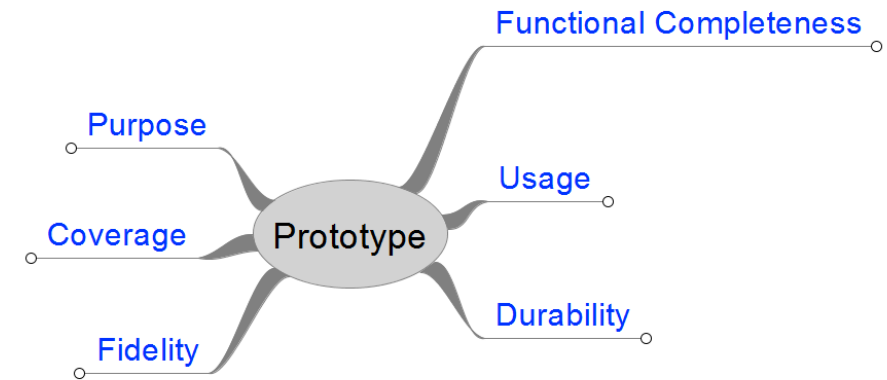 Functional Completeness
Purpose
Usage
Coverage
Prototype
Durability
Fidelity